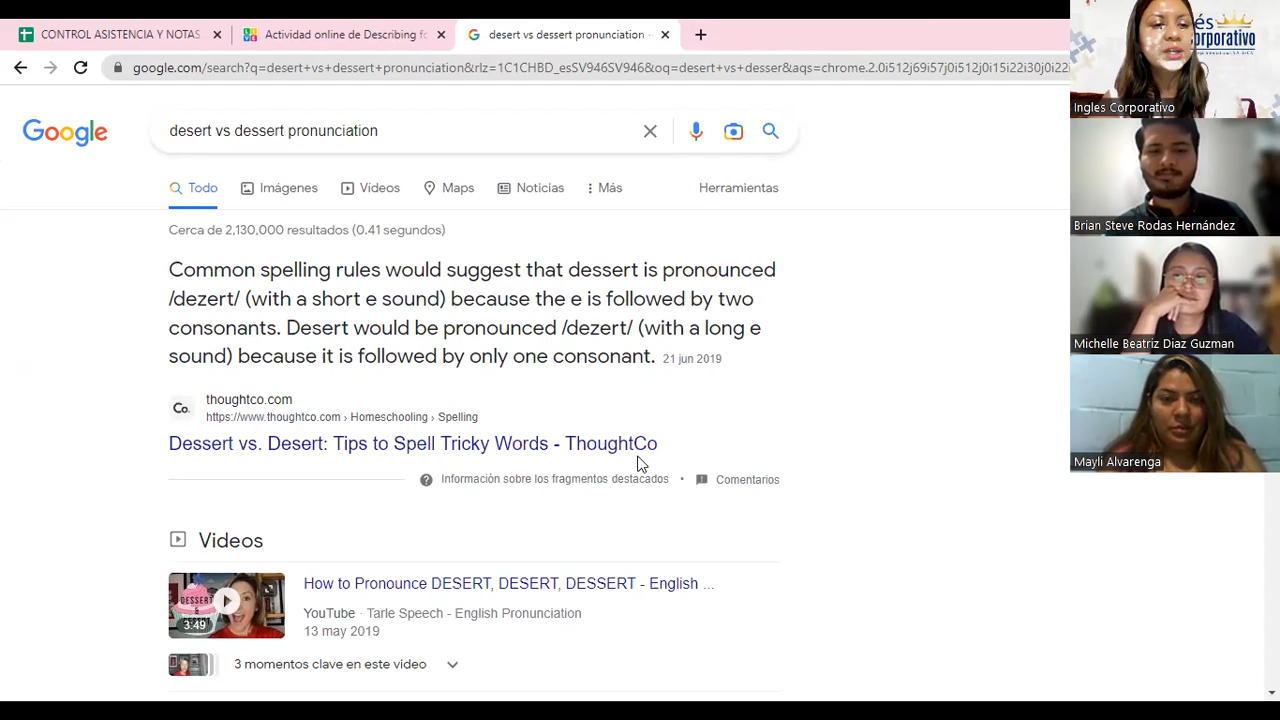 CONTROL ASISTENCIA Y NOTAS
Actividad online de Describing fo
desert vs dessert pronunciation -
google.com/search?q=desert+vs+dessert+pronunciation&rlz=1C1CHBD_esSV946SV946&oq=desert+vs+desser&aqs=chrome.2.0i512j69i57j0i512j0i15i22i30j0i22
Google
desert vs dessert pronunciation
Todo
Imágenes
Vídeos
Maps
Noticias
Más
Herramientas
Cerca de 2,130,000 resultados (0.41 segundos)
Common spelling rules would suggest that dessert is pronounced
/dezert/ (with a short e sound) because the e is followed by two
consonants. Desert would be pronounced /dezert/ (with a long e
sound) because it is followed by only one consonant. 21 jun 2019
Co.
thoughtco.com
https://www.thoughtco.com › Homeschooling › Spelling
Dessert vs. Desert: Tips to Spell Tricky Words - ThoughtCo
Información sobre los fragmentos destacados
Comentarios
Videos
DESSERT
3:49
How to Pronounce DESERT, DESERT, DESSERT - English ...
YouTube · Tarle Speech - English Pronunciation
13 may 2019
3 momentos clave en este video
és
orporativo
Ingles Corporativo
Brian Steve Rodas Hernández
Michelle Beatriz Diaz Guzman
Mayli Alvarenga